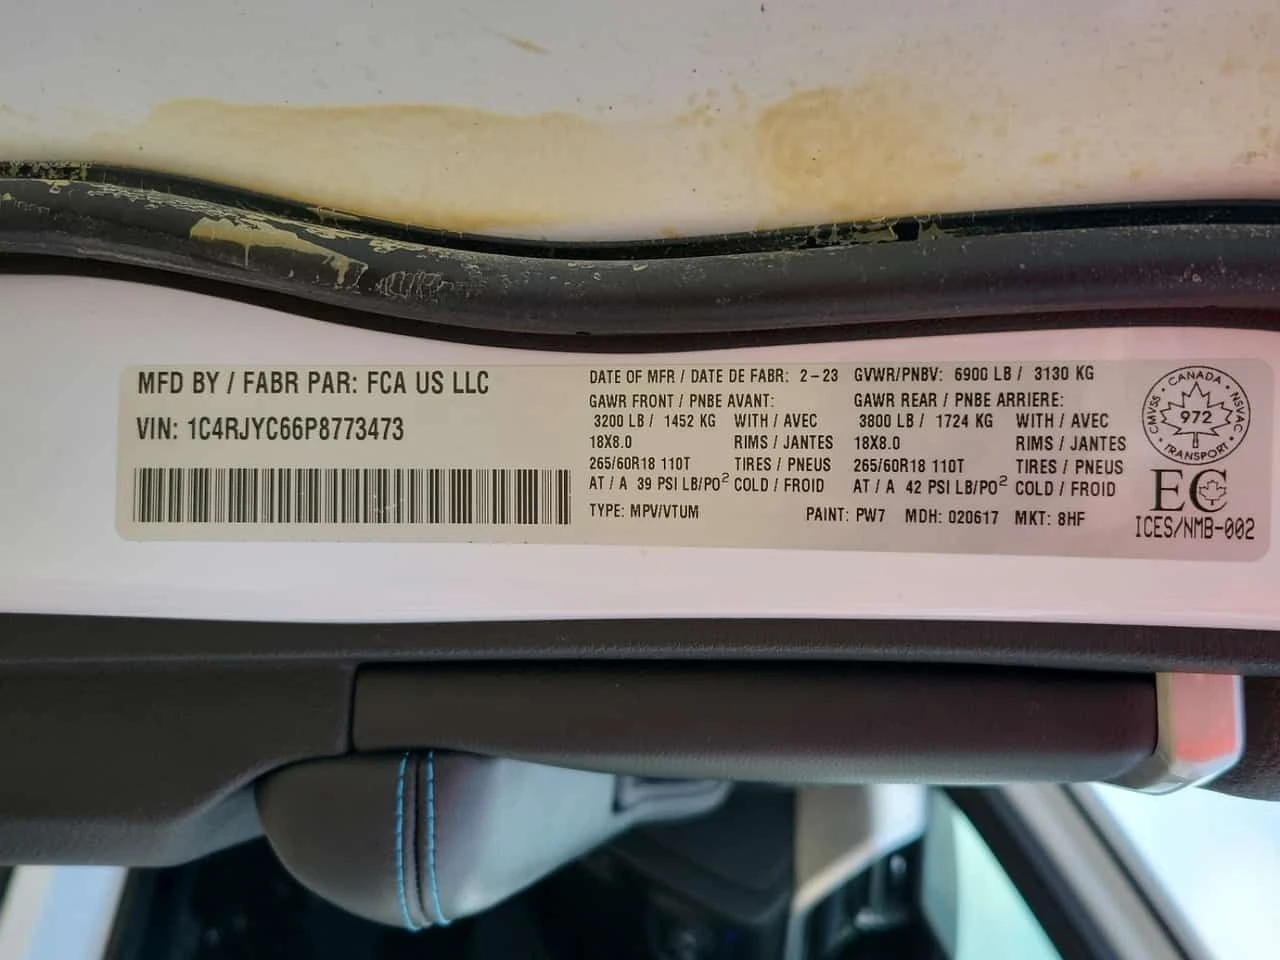 MFD BY / FABR PAR: FCA US LLC
VIN: 1C4RJYC66P8773473
DATE OF MFR / DATE DE FABR: 2-23 GVWR/PNBV: 6900 LB / 3130 KG
GAWR FRONT / PNBE AVANT: GAWR REAR / PNBE ARRIERE:
3200 LB / 1452 KG WITH / AVEC 3800 LB / 1724 KG WITH / AVEC
18X8.0 RIMS / JANTES 18X8.0 RIMS / JANTES
265/60R18 110T TIRES / PNEUS 265/60R18 110T TIRES / PNEUS
AT / A 39 PSI LB/PO² COLD / FROID AT / A 42 PSI LB/PO² COLD / FROID
TYPE: MPV/VTUM PAINT: PW7 MDH: 020617 MKT: 8HF
CMVSS • CANADA • NSVAC
972
TRANSPORT
EC
ICES/NMB-002